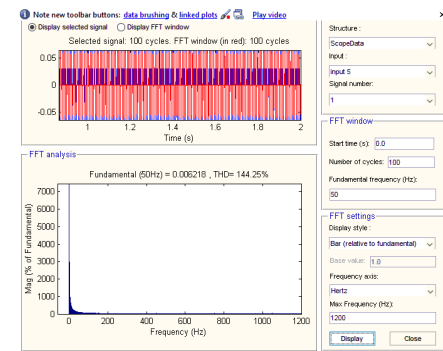 Note new toolbar buttons: data brushing & linked plots Play video ×
Display selected signal Display FFT window
Selected signal: 100 cycles. FFT window (in red): 100 cycles
0.05
0
-0.05
1 1.2 1.4 1.6 1.8 2
Time (s)
FFT analysis
Fundamental (50Hz) = 0.006218 , THD= 144.25%
7000
6000
5000
4000
3000
2000
1000
0
Mag (% of Fundamental)
0 200 400 600 800 1000 1200
Frequency (Hz)
Structure :
ScopeData
Input :
input 5
Signal number:
1
FFT window
Start time (s): 0.0
Number of cycles: 100
Fundamental frequency (Hz):
50
FFT settings
Display style :
Bar (relative to fundamental)
Base value: 1.0
Frequency axis:
Hertz
Max Frequency (Hz):
1200
Display Close